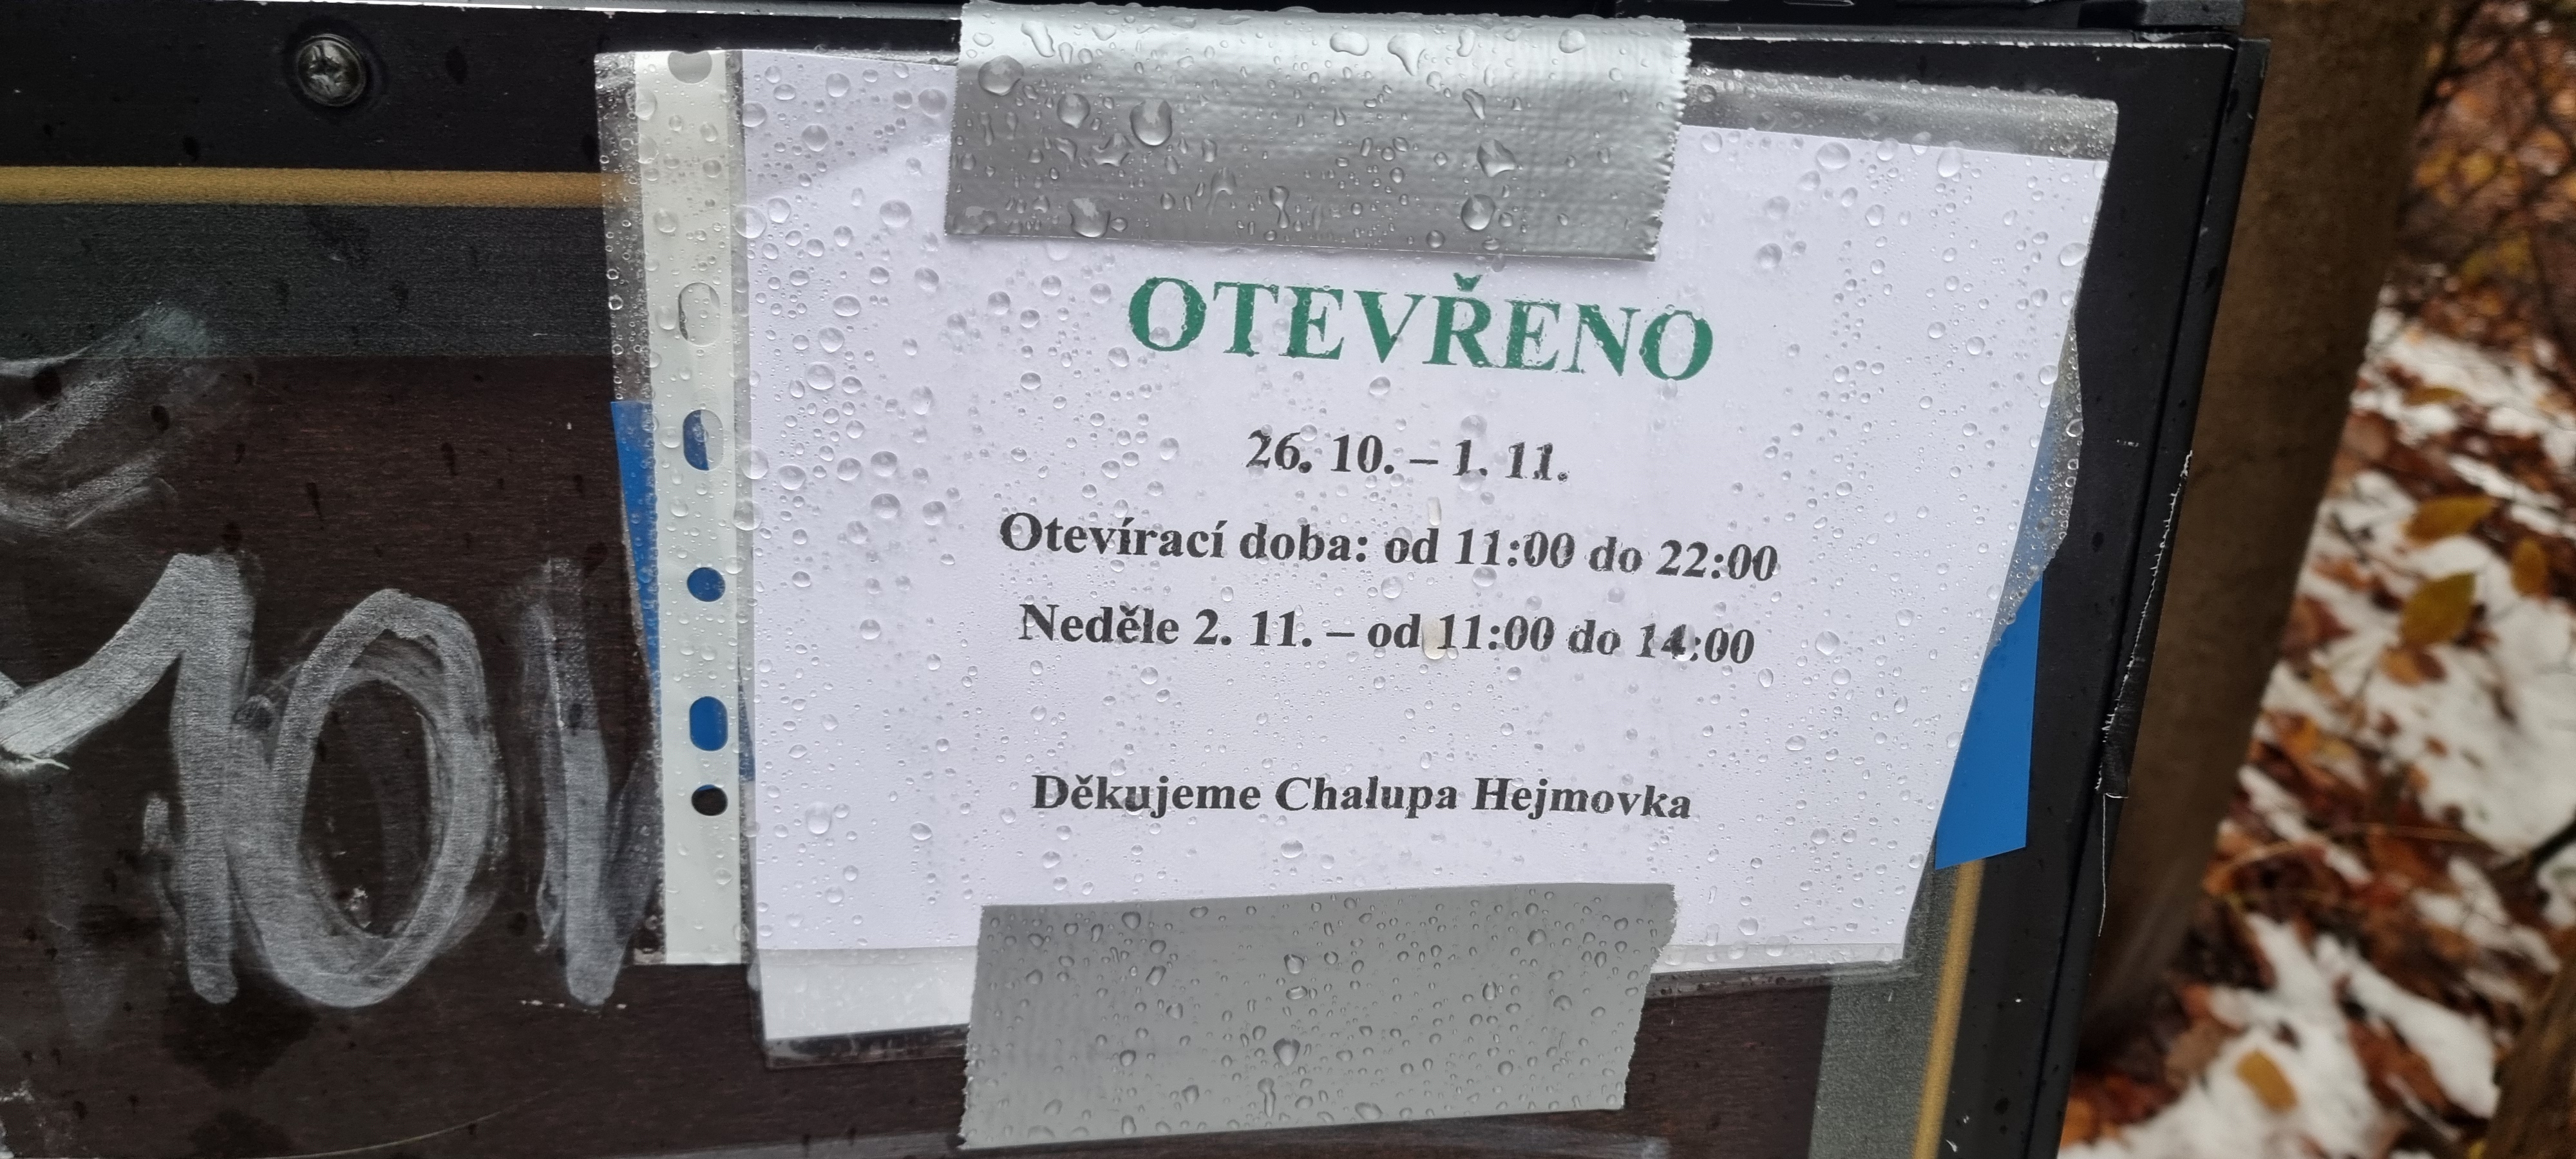 OTEVŘENO
26. 10. – 1. 11.
Otevírací doba: od 11:00 do 22:00
Neděle 2. 11. – od 11:00 do 14:00
Děkujeme Chalupa Hejmovka